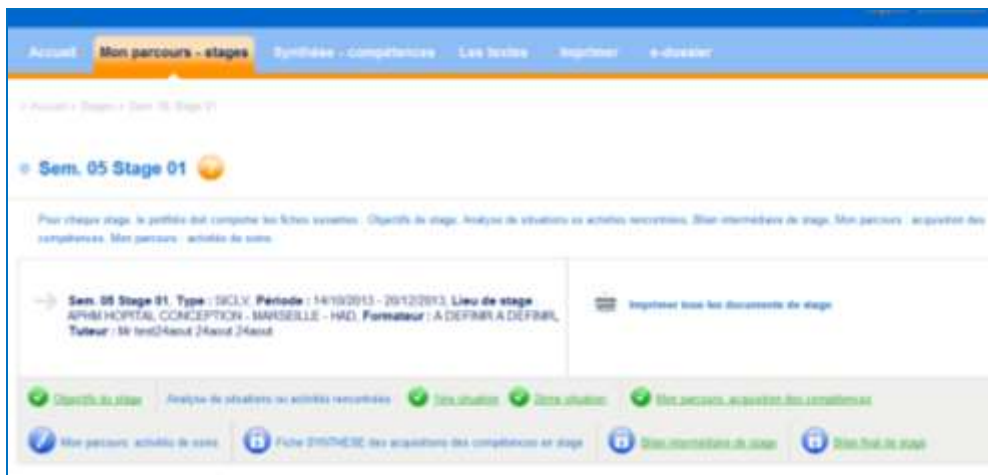 Accueil Mon parcours - stages Synthèse - compétences Les textes Imprimer e-dossier
> Accueil > Stages > Sem. 05 Stage 01
Sem. 05 Stage 01
Pour chaque stage, le portfolio doit comporter les fiches suivantes : Objectifs de stage, Analyse de situations ou activités rencontrées, Bilan intermédiaire de stage, Mon parcours : acquisition des
compétences, Mon parcours : activités de soins.
Sem. 05 Stage 01, Type : SICLV, Période : 14/10/2013 - 20/12/2013, Lieu de stage
APHM HOPITAL CONCEPTION - MARSEILLE - HAD, Formateur : A DEFINIR A DEFINIR,
Tuteur : Mr test24aout 24aout 24aout
Imprimer tous les documents de stage
Objectifs du stage Analyse de situations ou activités rencontrées 1ère situation 2ème situation Mon parcours, acquisition des compétences
Mon parcours, activités de soins Fiche SYNTHESE des acquisitions des compétences en stage Bilan intermédiaire de stage Bilan final de stage